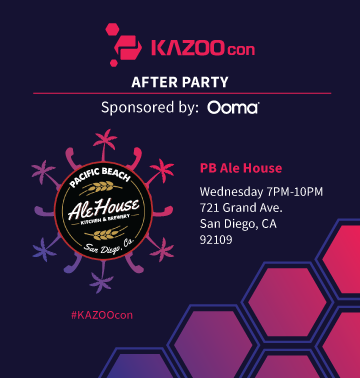 KAZOOcon
AFTER PARTY
Sponsored by: Ooma
PACIFIC BEACH
AleHouse
KITCHEN & BREWERY
San Diego, Ca.
PB Ale House
Wednesday 7PM-10PM
721 Grand Ave.
San Diego, CA
92109
#KAZOOcon